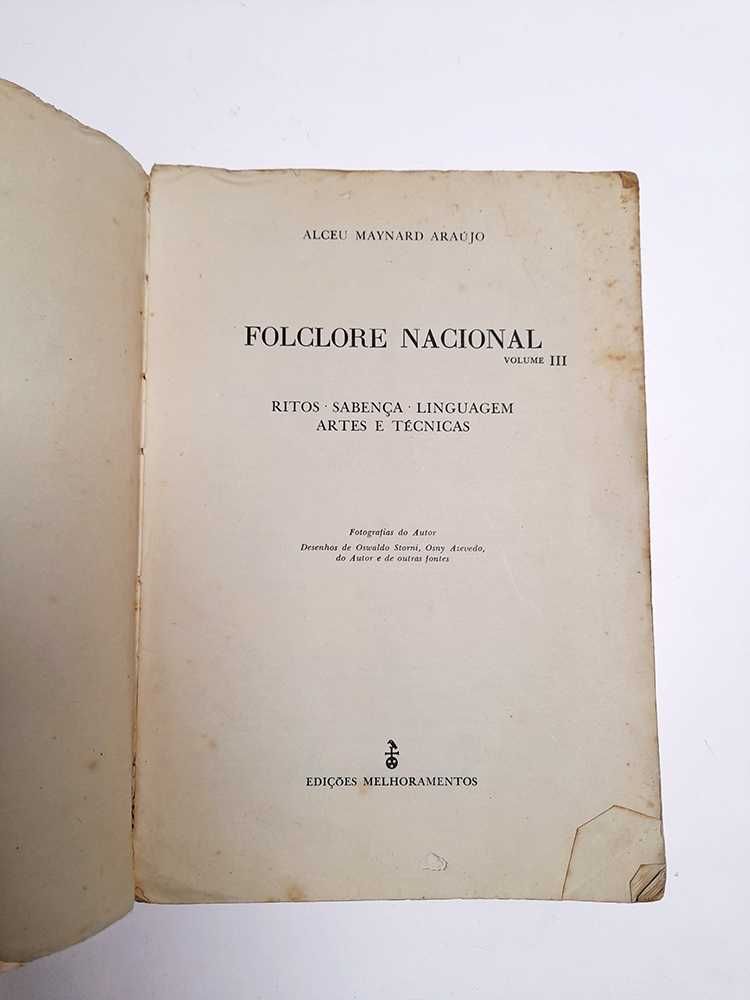 ALCEU MAYNARD ARAÚJO
FOLCLORE NACIONAL
VOLUME III
RITOS · SABENÇA · LINGUAGEM
ARTES E TÉCNICAS
Fotografias do Autor
Desenhos de Oswaldo Storni, Osny Azevedo,
do Autor e de outras fontes
EDIÇÕES MELHORAMENTOS